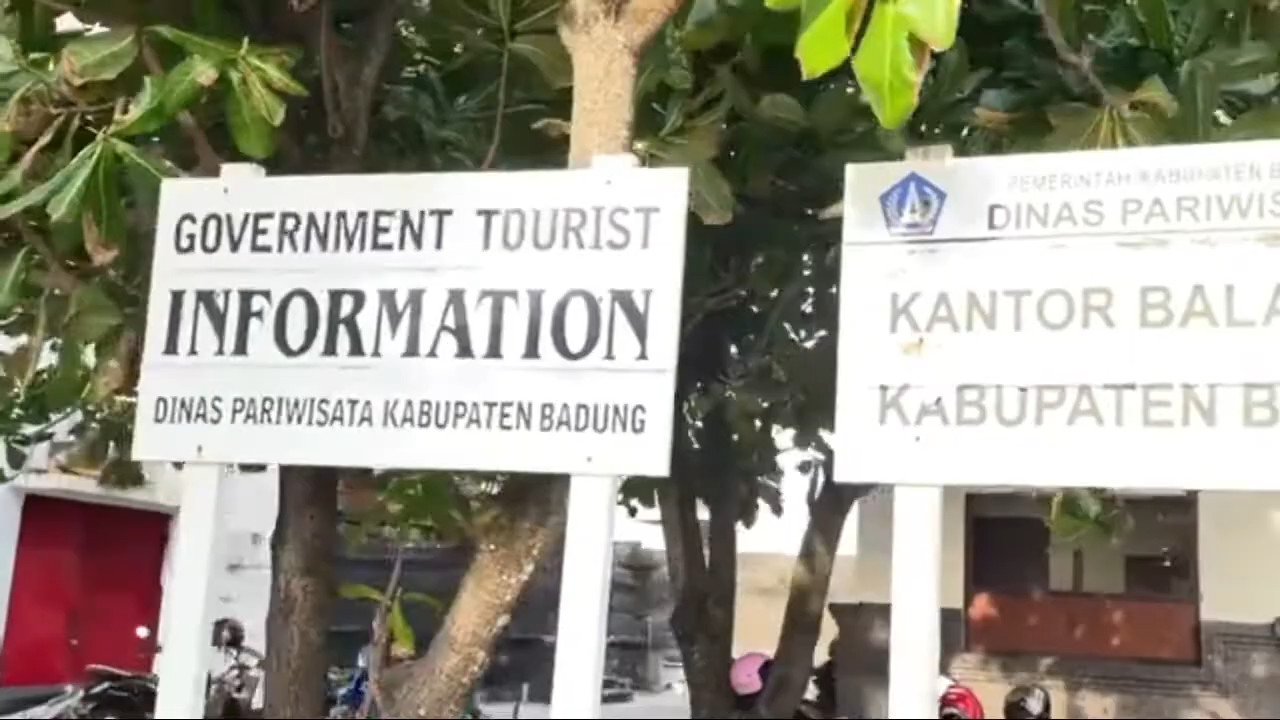 GOVERNMENT TOURIST
INFORMATION
DINAS PARIWISATA KABUPATEN BADUNG
PEMERINTAH KABUPATEN B
DINAS PARIWIS
KANTOR BALA
KABUPATEN B